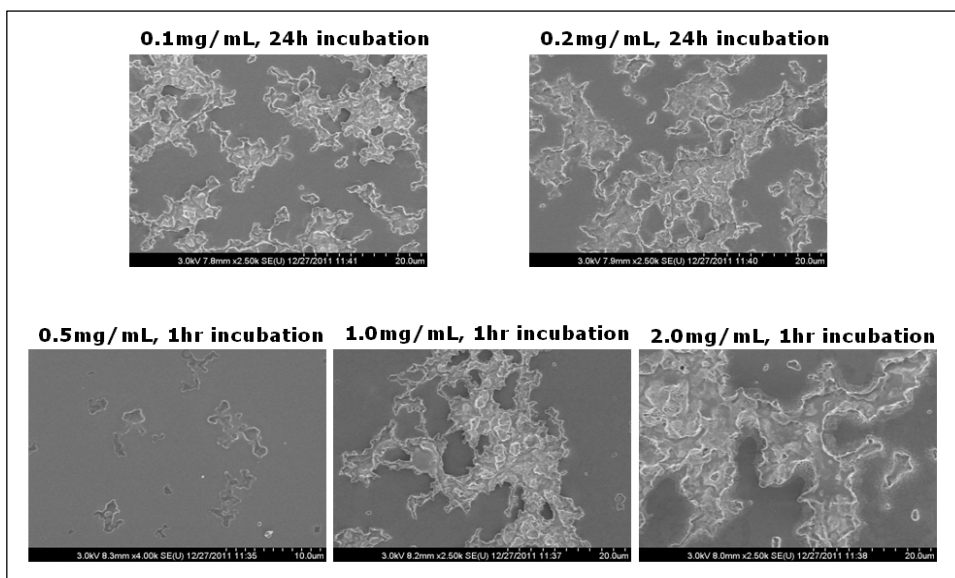 0.1mg/mL, 24h incubation
0.2mg/mL, 24h incubation
3.0kV 7.8mm x2.50k SE(U) 12/27/2011 11:41 20.0um
3.0kV 7.9mm x2.50k SE(U) 12/27/2011 11:40 20.0um
0.5mg/mL, 1hr incubation
1.0mg/mL, 1hr incubation
2.0mg/mL, 1hr incubation
3.0kV 8.3mm x4.00k SE(U) 12/27/2011 11:35 10.0um
3.0kV 8.2mm x2.50k SE(U) 12/27/2011 11:37 20.0um
3.0kV 8.0mm x2.50k SE(U) 12/27/2011 11:38 20.0um